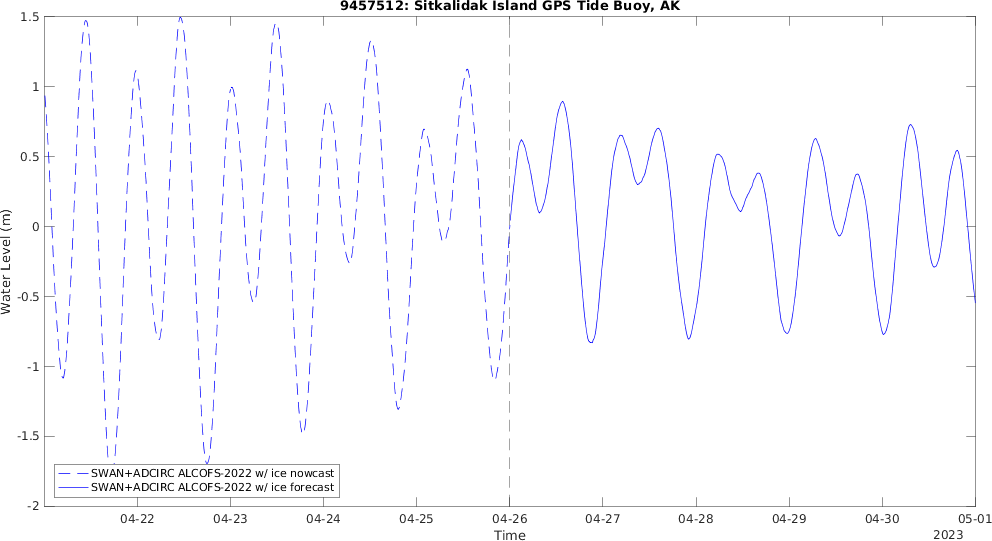 9457512: Sitkalidak Island GPS Tide Buoy, AK
1.5
1
0.5
0
-0.5
-1
-1.5
-2
Water Level (m)
SWAN+ADCIRC ALCOFS-2022 w/ ice nowcast
SWAN+ADCIRC ALCOFS-2022 w/ ice forecast
04-22 04-23 04-24 04-25 04-26 04-27 04-28 04-29 04-30 05-01
Time
2023